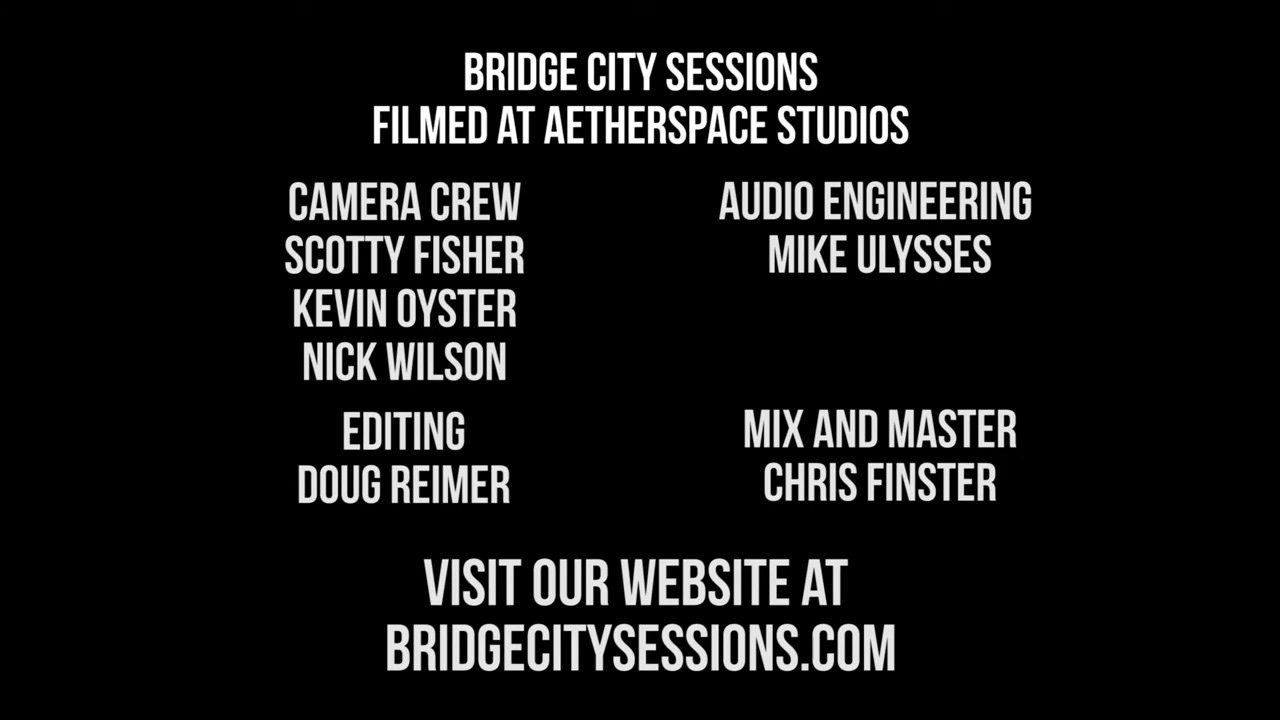 BRIDGE CITY SESSIONS
FILMED AT AETHERSPACE STUDIOS
CAMERA CREW
SCOTTY FISHER
KEVIN OYSTER
NICK WILSON
AUDIO ENGINEERING
MIKE ULYSSES
EDITING
DOUG REIMER
MIX AND MASTER
CHRIS FINSTER
VISIT OUR WEBSITE AT
BRIDGECITYSESSIONS.COM